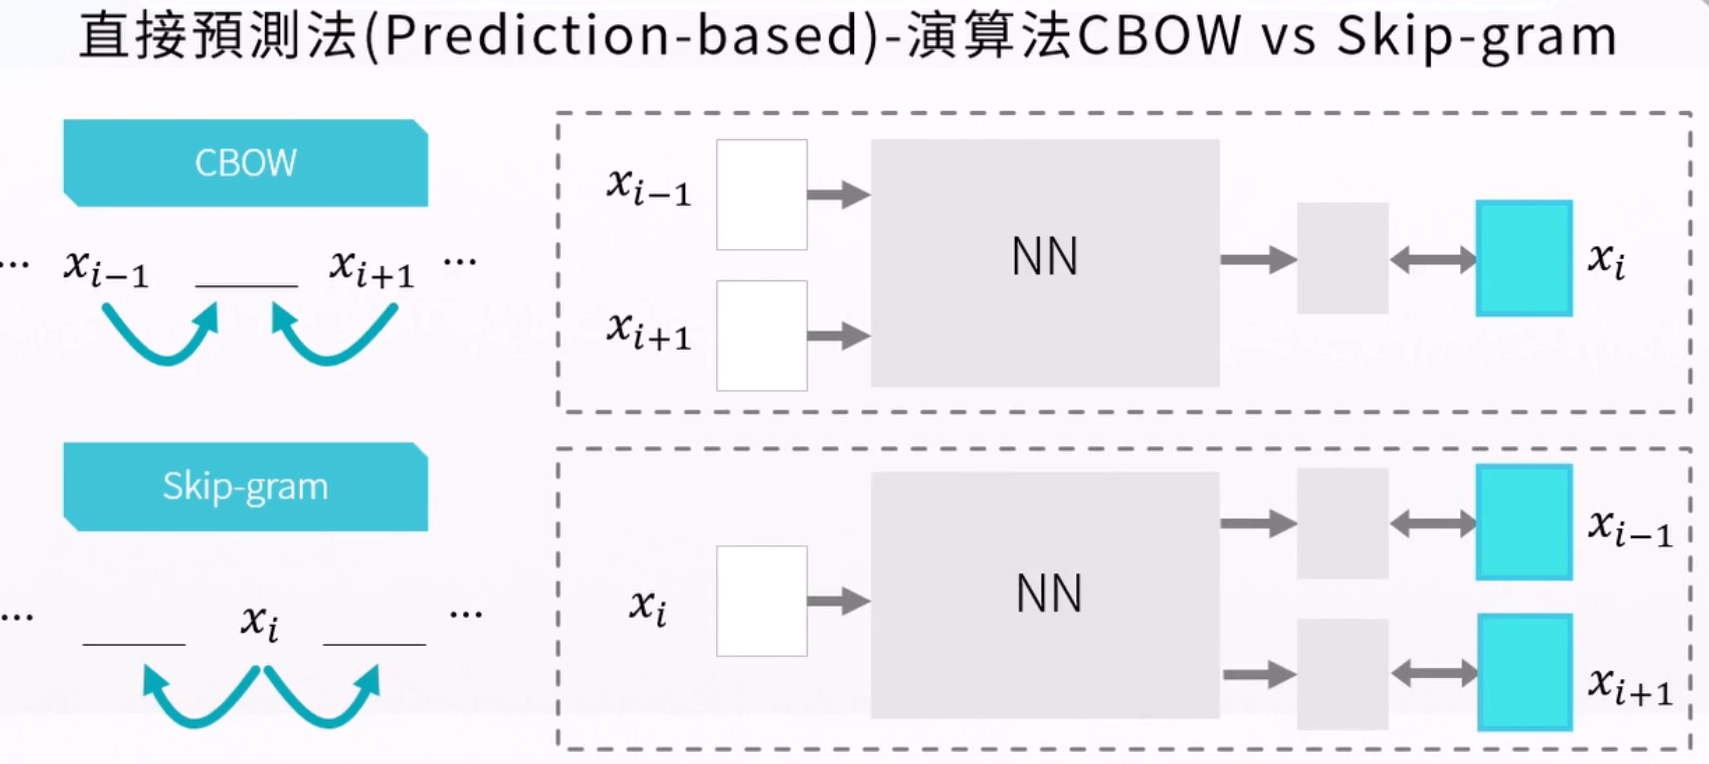 直接預測法(Prediction-based)-演算法CBOW vs Skip-gram
CBOW
... x_{i−1} ____ x_{i+1} ...
x_{i−1}
x_{i+1}
NN
x_i
Skip-gram
... ____ x_i ____ ...
x_i
NN
x_{i−1}
x_{i+1}